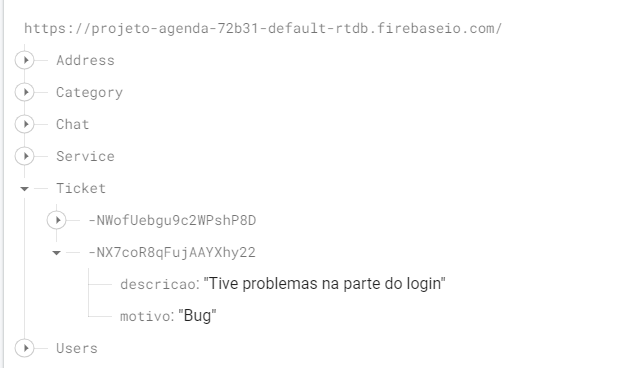 https://projeto-agenda-72b31-default-rtdb.firebaseio.com/
Address
Category
Chat
Service
Ticket
-NWofUebgu9c2WPshP8D
-NX7coR8qFujAAYXhy22
descricao: "Tive problemas na parte do login"
motivo: "Bug"
Users